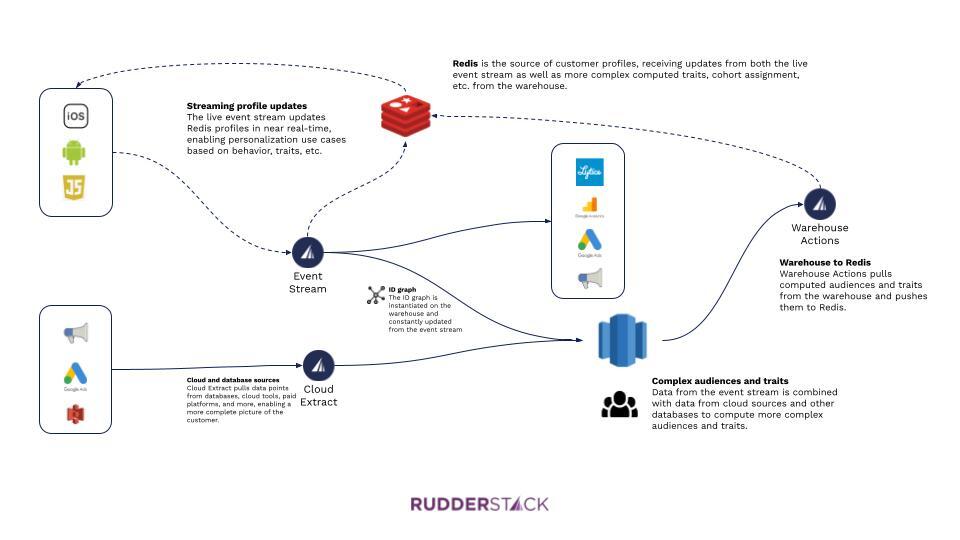 Redis is the source of customer profiles, receiving updates from both the live
event stream as well as more complex computed traits, cohort assignment,
etc. from the warehouse.
iOS
JS
Streaming profile updates
The live event stream updates
Redis profiles in near real-time,
enabling personalization use cases
based on behavior, traits, etc.
Lytics
Google Analytics
Google Ads
Event
Stream
Warehouse
Actions
Warehouse to Redis
Warehouse Actions pulls
computed audiences and traits
from the warehouse and pushes
them to Redis.
ID graph
The ID graph is
instantiated on the
warehouse and
constantly updated
from the event stream
Google Ads
Cloud
Extract
Cloud and database sources
Cloud Extract pulls data points
from databases, cloud tools, paid
platforms, and more, enabling a
more complete picture of the
customer.
Complex audiences and traits
Data from the event stream is combined
with data from cloud sources and other
databases to compute more complex
audiences and traits.
RUDDERSTACK